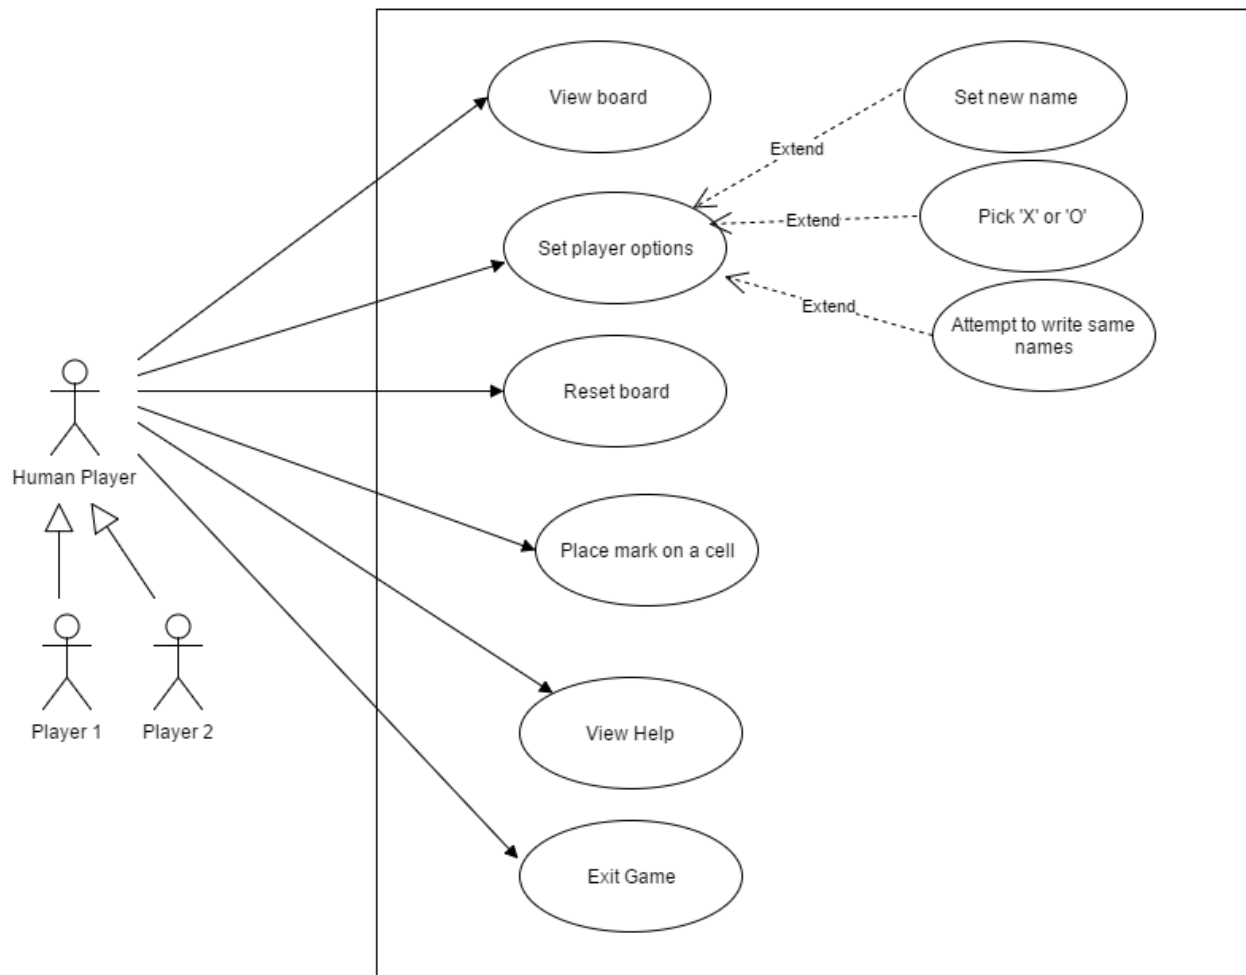 View board
Set new name
Extend
Pick 'X' or 'O'
Extend
Set player options
Extend
Attempt to write same
names
Reset board
Human Player
Place mark on a cell
Player 1
Player 2
View Help
Exit Game